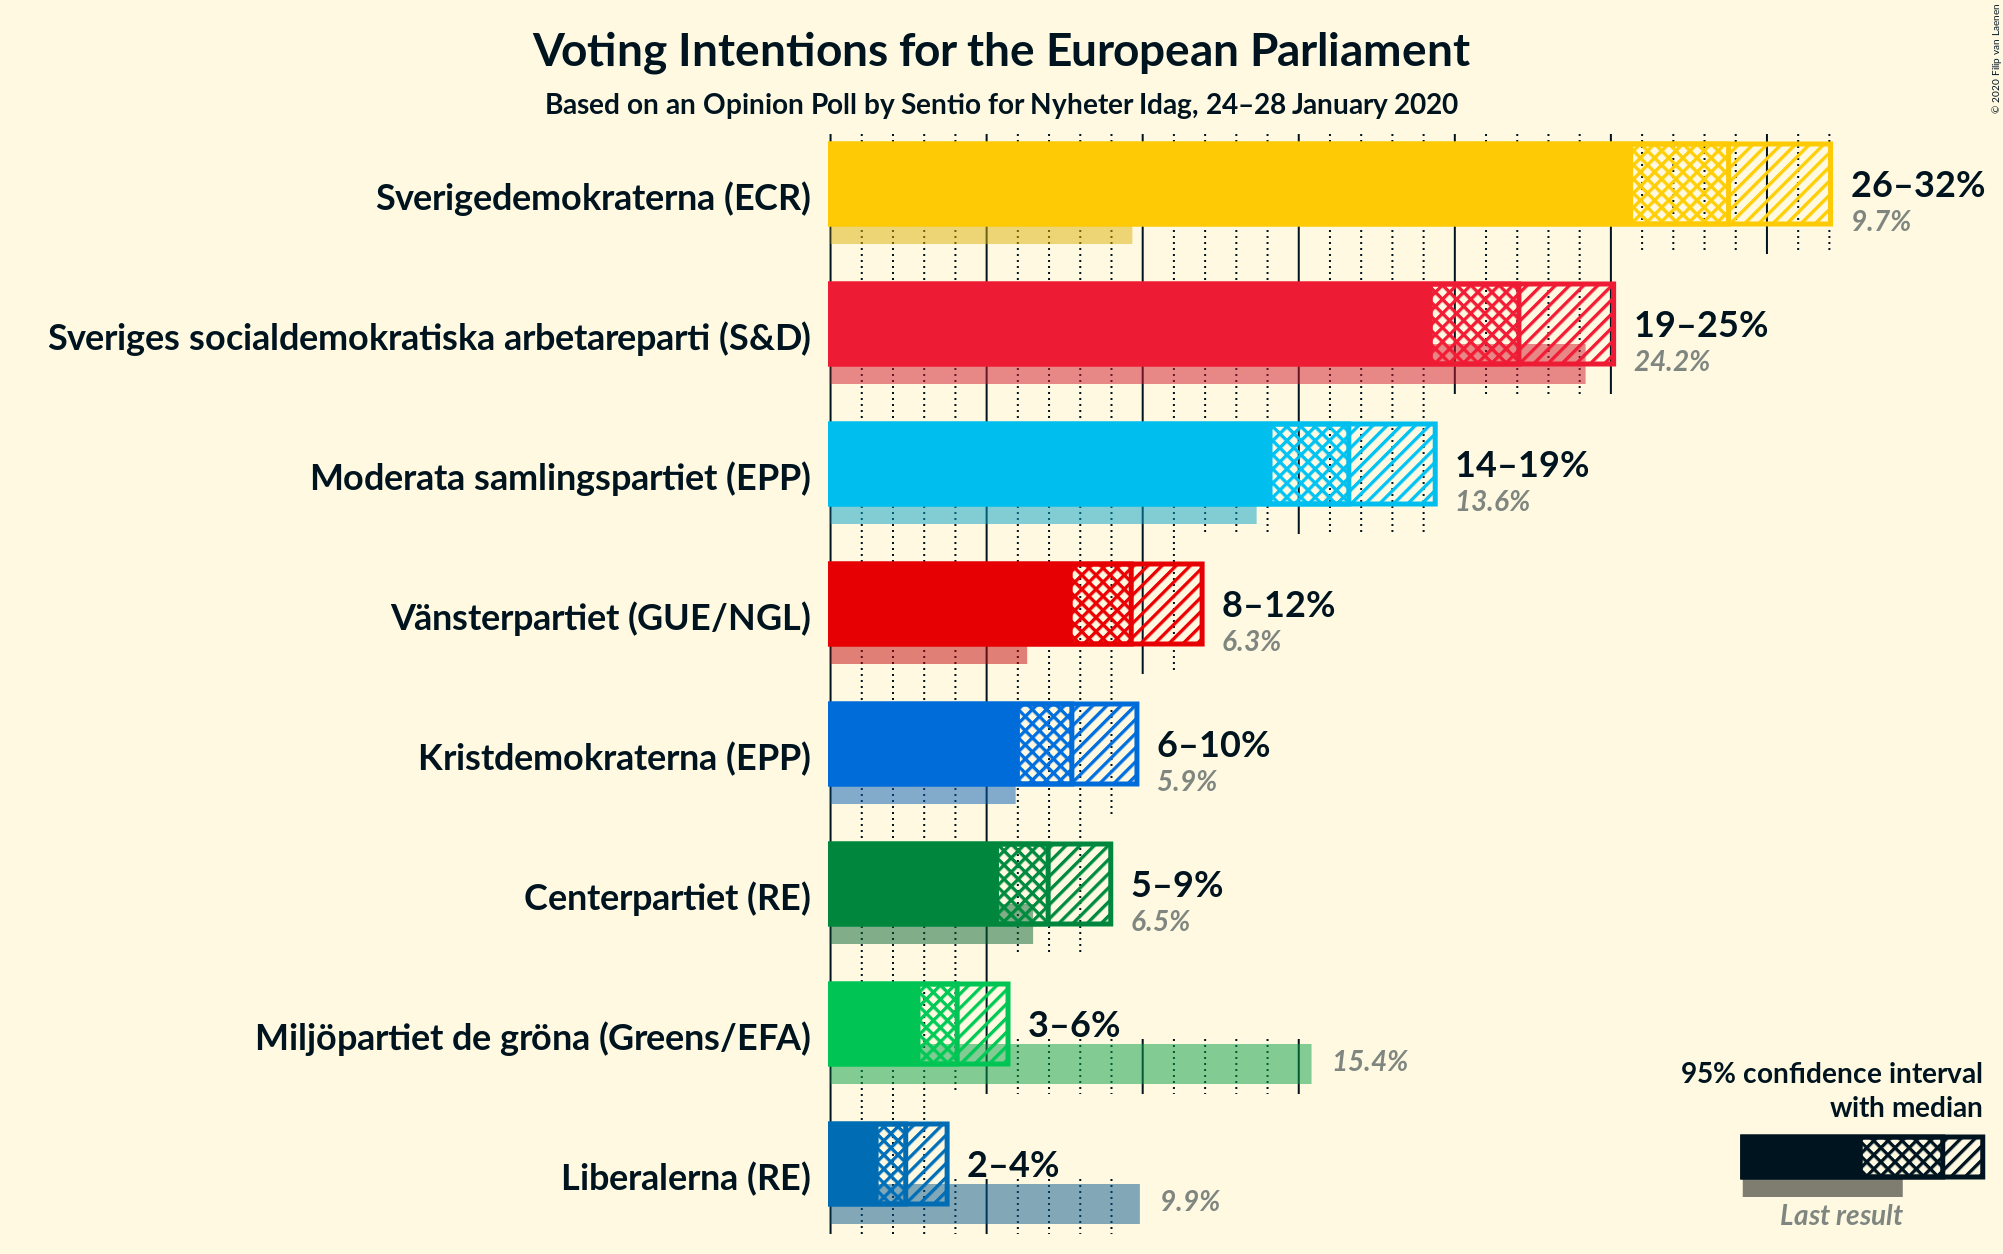 Voting Intentions for the European Parliament
Based on an Opinion Poll by Sentio for Nyheter Idag, 24–28 January 2020
© 2020 Filip van Laenen
Sverigedemokraterna (ECR)
26–32%
9.7%
Sveriges socialdemokratiska arbetareparti (S&D)
19–25%
24.2%
Moderata samlingspartiet (EPP)
14–19%
13.6%
Vänsterpartiet (GUE/NGL)
8–12%
6.3%
Kristdemokraterna (EPP)
6–10%
5.9%
Centerpartiet (RE)
5–9%
6.5%
Miljöpartiet de gröna (Greens/EFA)
3–6%
15.4%
Liberalerna (RE)
2–4%
9.9%
95% confidence interval
with median
Last result